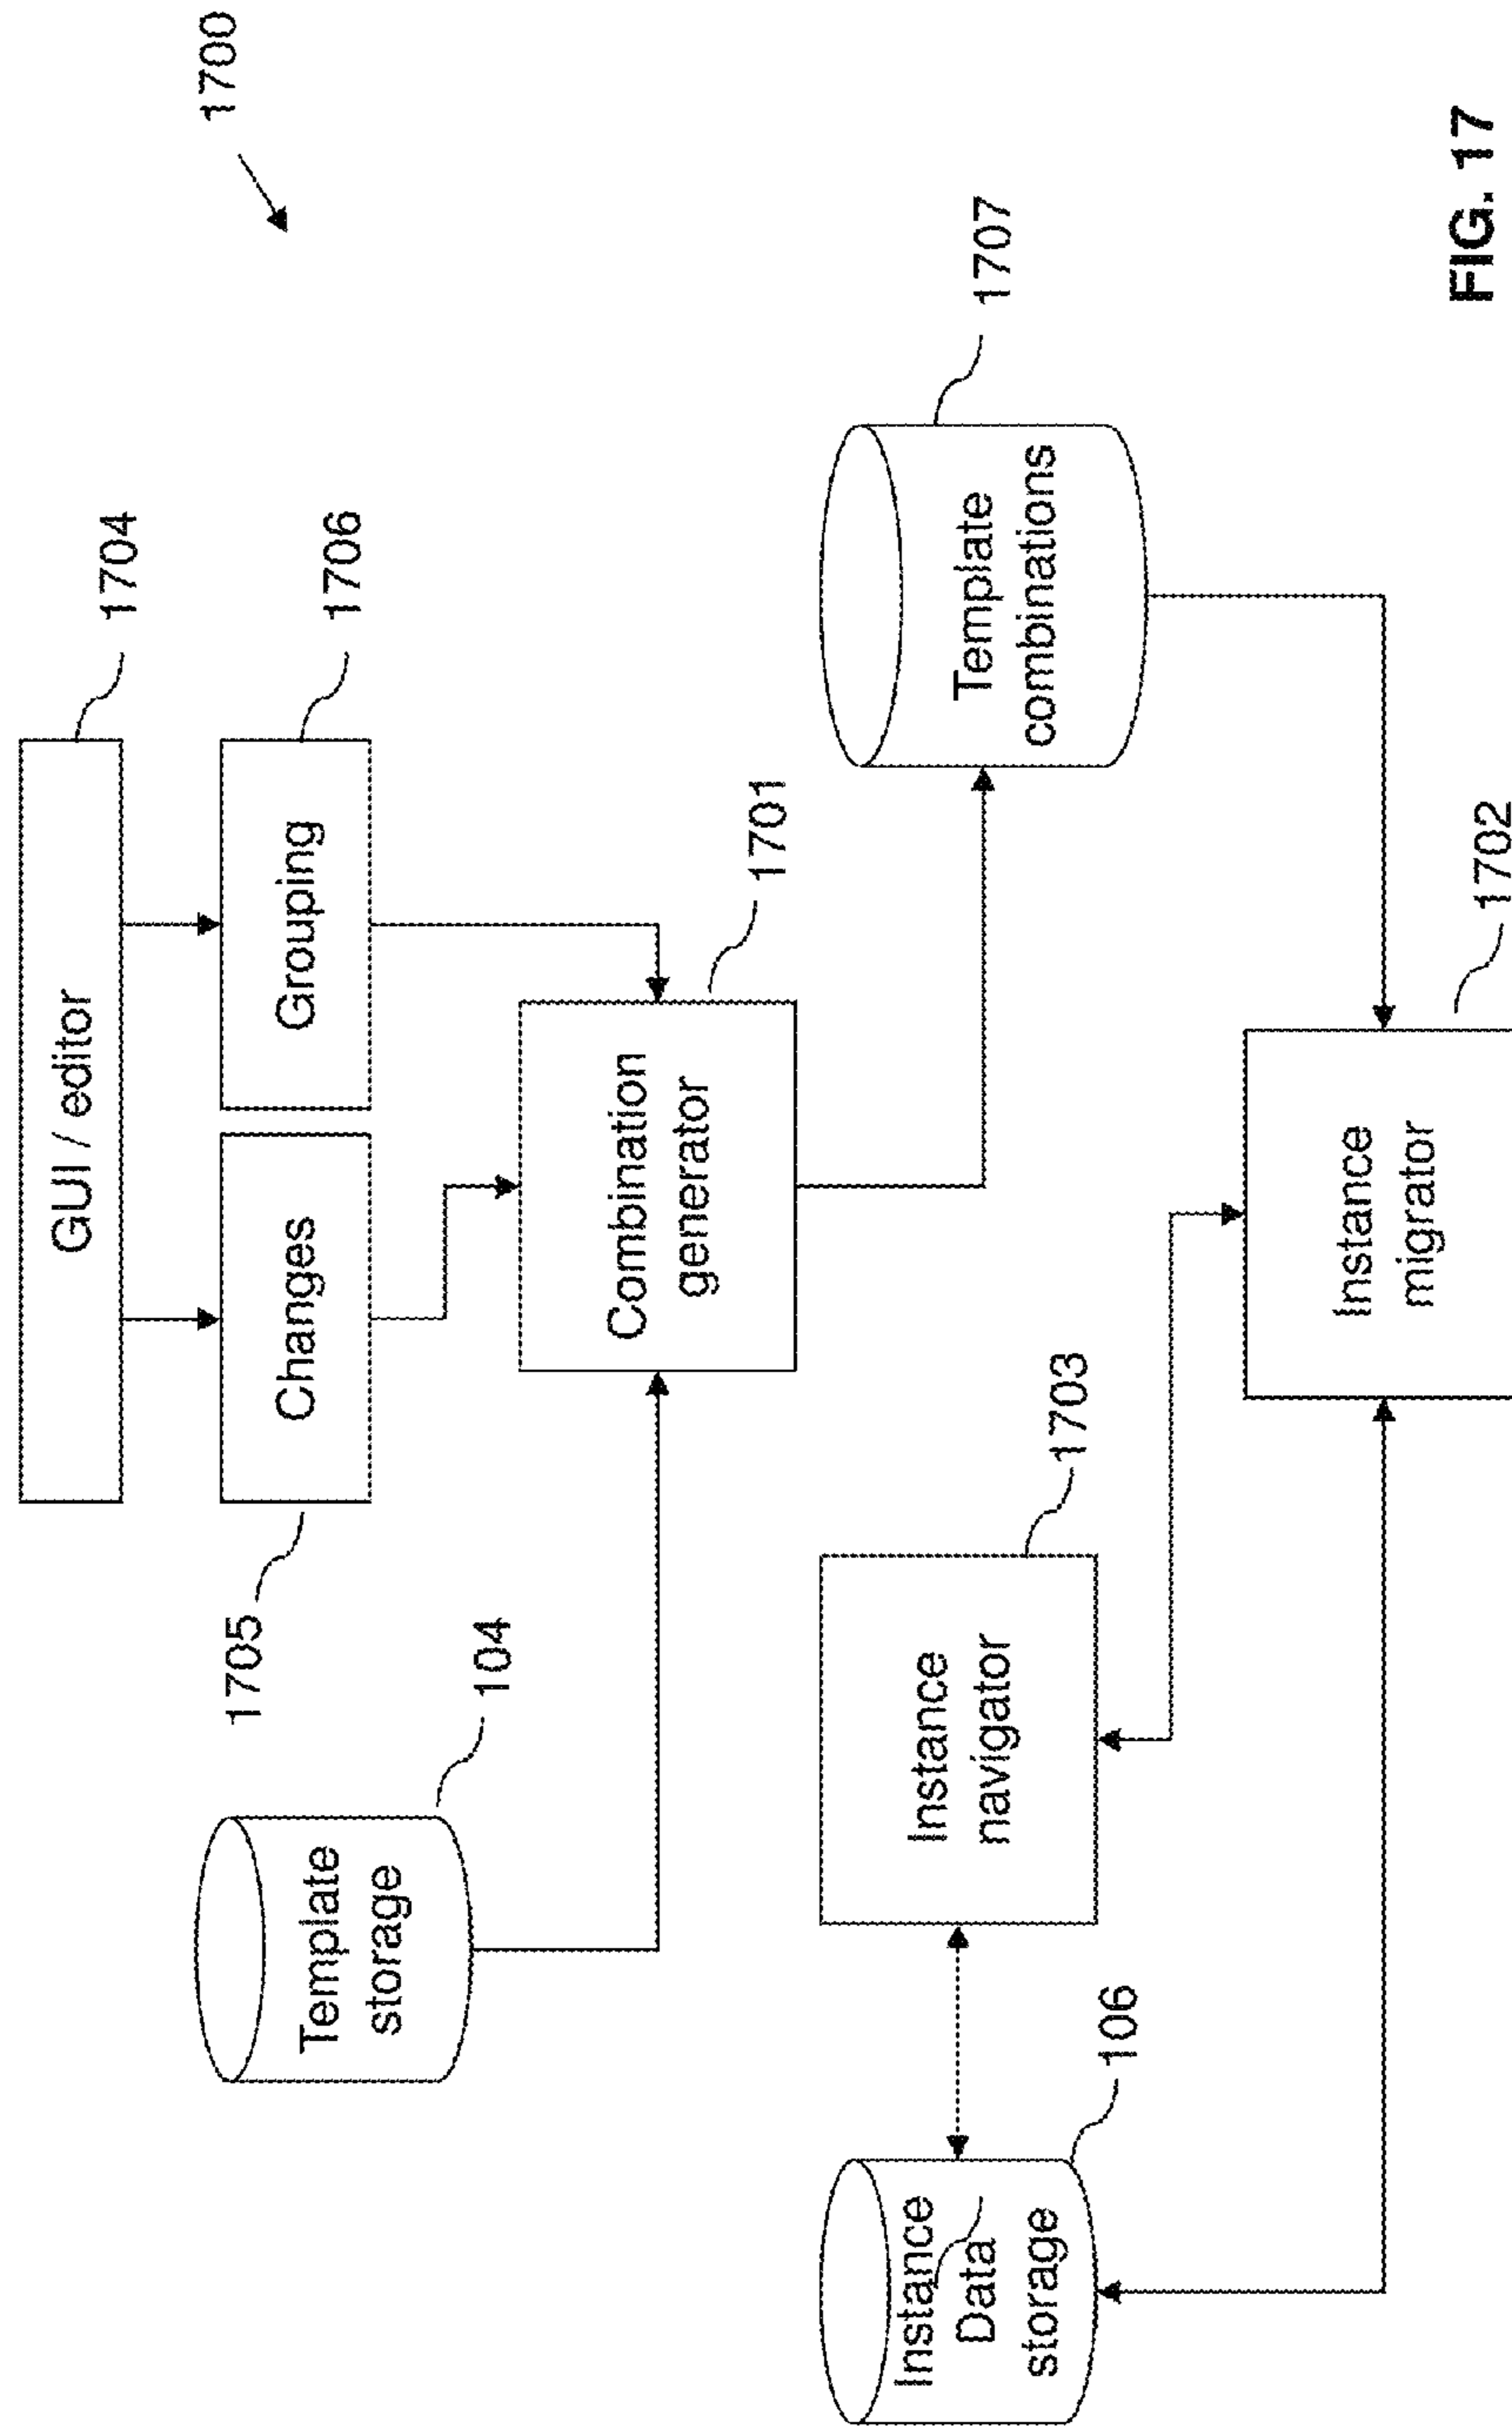 1700
GUI / editor
1704
1705
Changes
Grouping
1706
Template
storage
104
Combination
generator
1701
Instance
Data
storage
106
Instance
navigator
1703
Template
combinations
1707
Instance
migrator
1702
FIG. 17